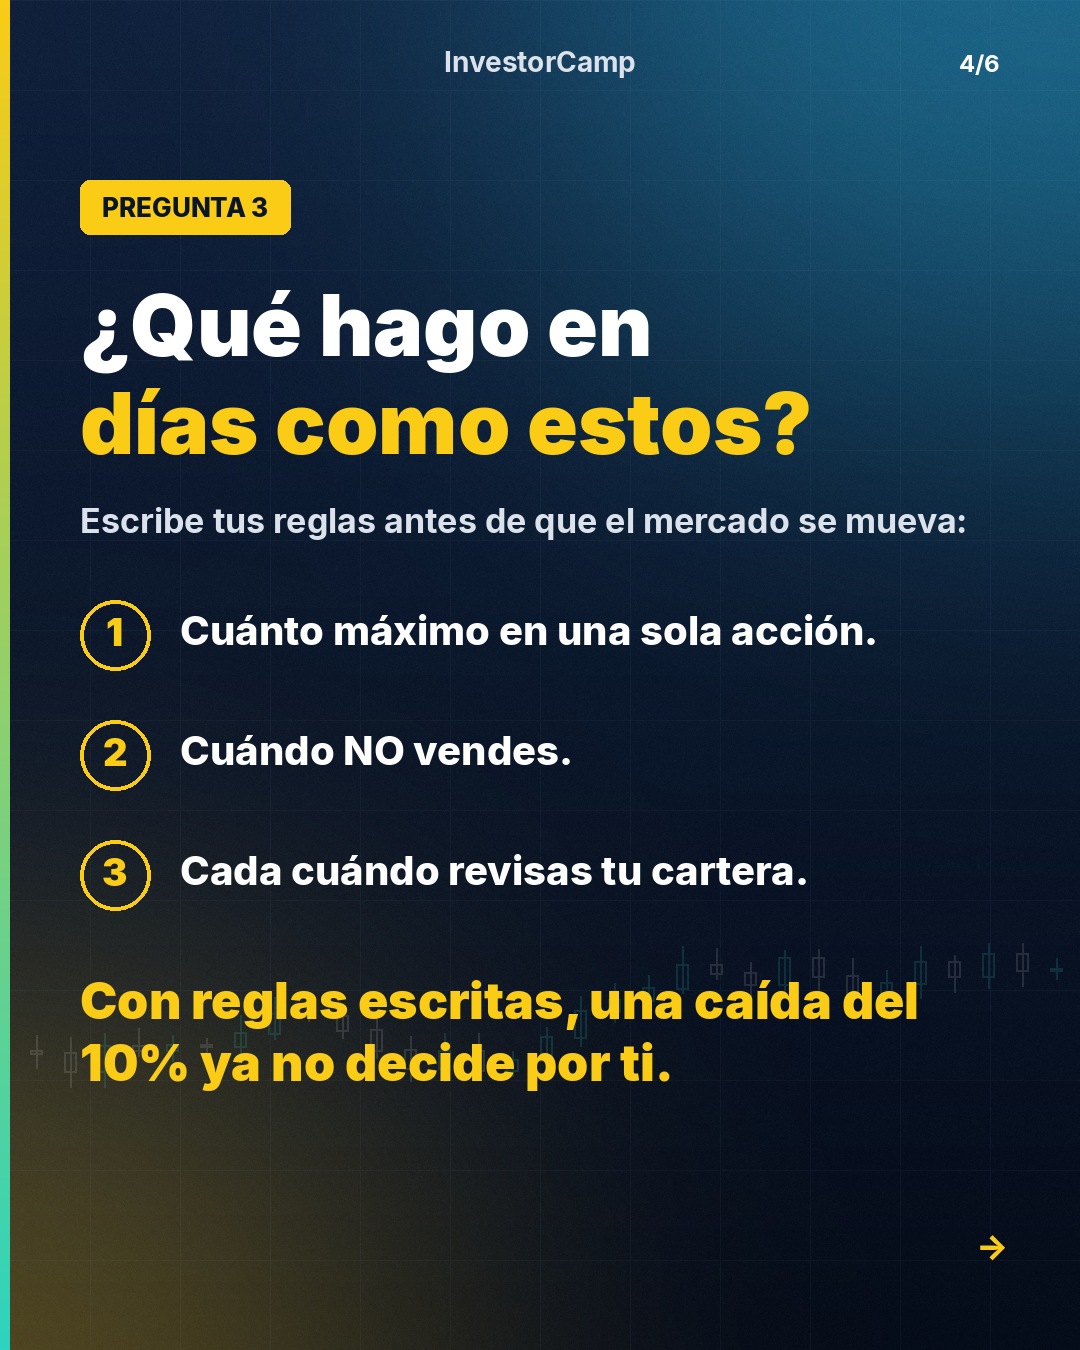 InvestorCamp
4/6
PREGUNTA 3
¿Qué hago en
días como estos?
Escribe tus reglas antes de que el mercado se mueva:
1 Cuánto máximo en una sola acción.
2 Cuándo NO vendes.
3 Cada cuándo revisas tu cartera.
Con reglas escritas, una caída del
10% ya no decide por ti.
→